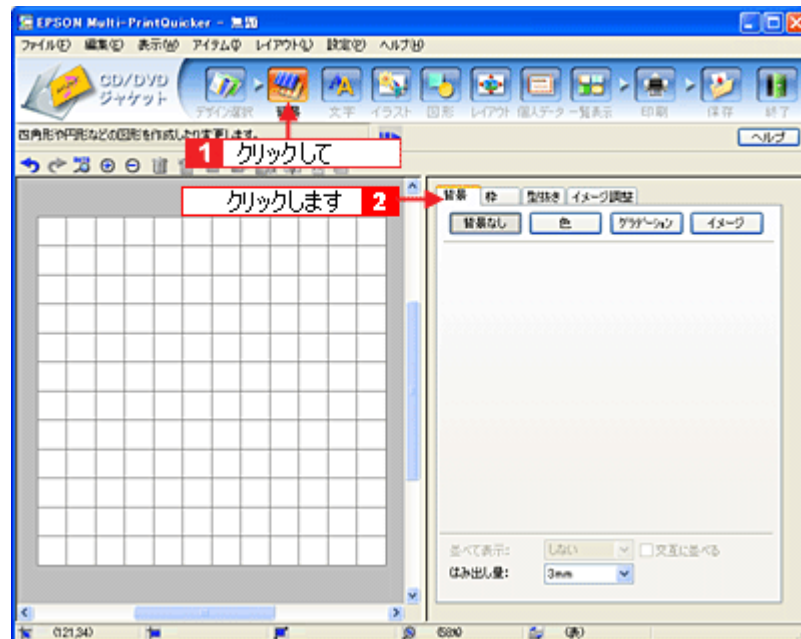 EPSON Multi-PrintQuicker - 無題
ファイル(F) 編集(E) 表示(W) アイテム(I) レイアウト(L) 設定(P) ヘルプ(H)
CD/DVD
ジャケット
デザイン選択 背景 文字 イラスト 図形 レイアウト 個人データ 一覧表示 印刷 保存 終了
四角形や円形などの図形を作成したり変更します。
ヘルプ
1 クリックして
クリックします 2
背景 枠 型抜き イメージ調整
背景なし 色 グラデーション イメージ
並べて表示: しない 交互に並べる
はみ出し量: 3mm
(121,34) (表)